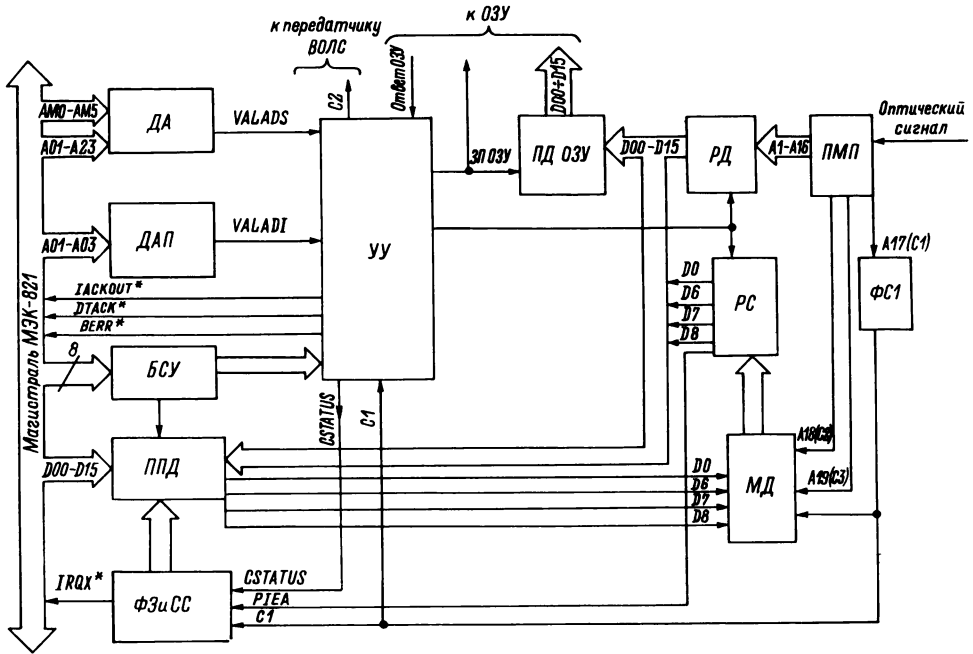 к передатчику
ВОЛС
к ОЗУ
C2
Ответ ОЗУ
D00÷D15
Оптический
сигнал
AM0-AM5
A01-A23
ДА
VALADS
ЗП ОЗУ
ПД ОЗУ
D00-D15
РД
A1-A16
ПМП
A01-A03
ДАП
VALADI
УУ
A17(C1)
ФС1
IACKOUT*
DTACK*
BERR*
D0
D6
D7
D8
РС
Магистраль МЭК-821
8
БСУ
CSTATUS
C1
D00-D15
ППД
D0
D6
D7
D8
МД
A18(C2)
A19(C3)
IRQX*
ФЗиСС
CSTATUS
PIEA
C1